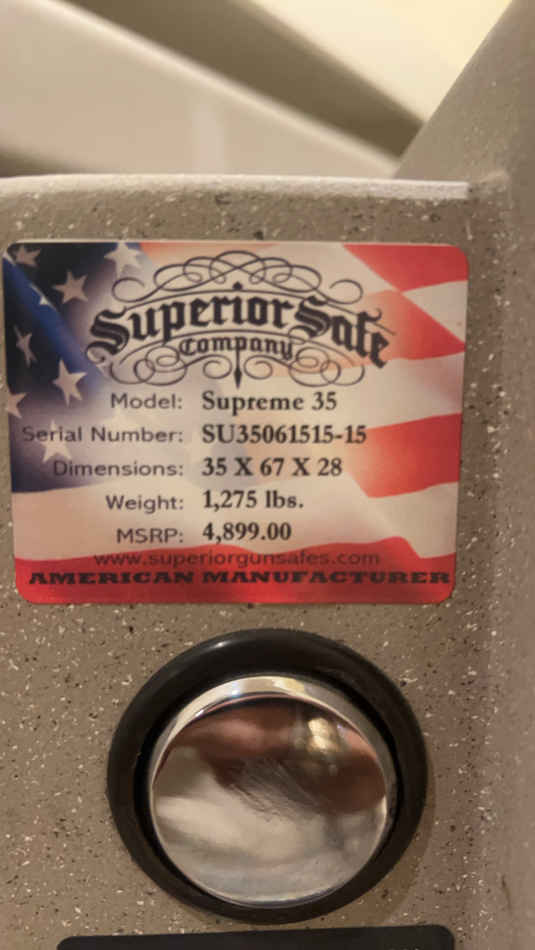 Superior Safe
Company
Model: Supreme 35
Serial Number: SU35061515-15
Dimensions: 35 X 67 X 28
Weight: 1,275 lbs.
MSRP: 4,899.00
www.superiorgunsafes.com
AMERICAN MANUFACTURER